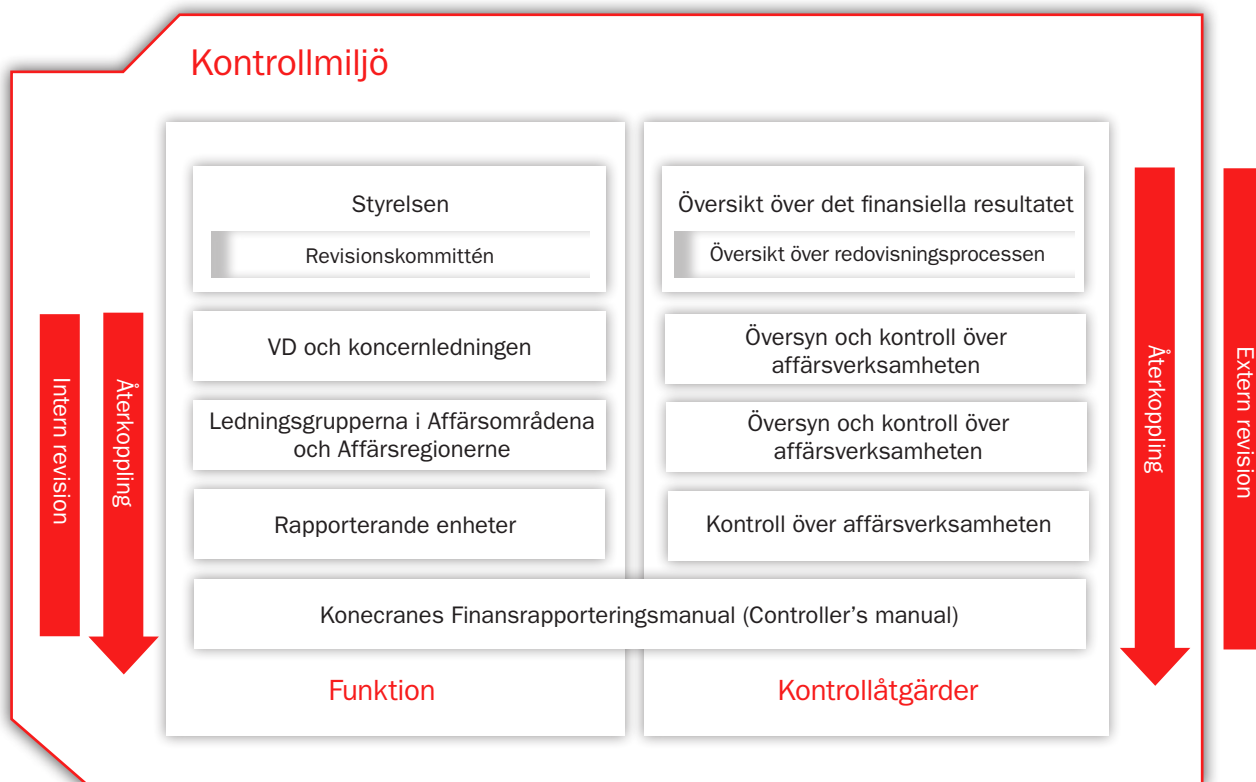 Kontrollmiljö
Styrelsen
Revisionskommittén
VD och koncernledningen
Ledningsgrupperna i Affärsområdena
och Affärsregionerne
Rapporterande enheter
Översikt över det finansiella resultatet
Översikt över redovisningsprocessen
Översyn och kontroll över
affärsverksamheten
Översyn och kontroll över
affärsverksamheten
Kontroll över affärsverksamheten
Konecranes Finansrapporteringsmanual (Controller’s manual)
Funktion
Kontrollåtgärder
Intern revision
Återkoppling
Återkoppling
Extern revision